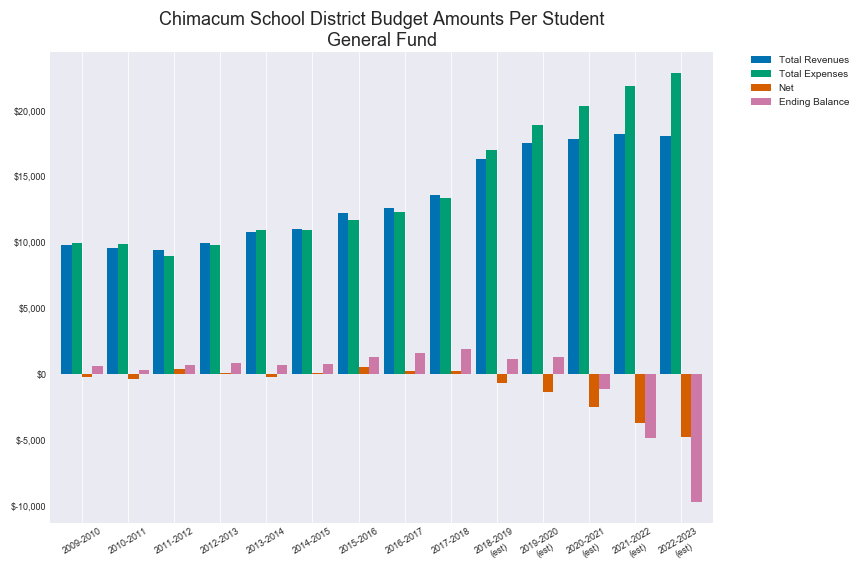 Chimacum School District Budget Amounts Per Student
General Fund
Total Revenues
Total Expenses
Net
Ending Balance
$20,000
$15,000
$10,000
$5,000
$0
$-5,000
$-10,000
2009-2010
2010-2011
2011-2012
2012-2013
2013-2014
2014-2015
2015-2016
2016-2017
2017-2018
2018-2019
(est)
2019-2020
(est)
2020-2021
(est)
2021-2022
(est)
2022-2023
(est)